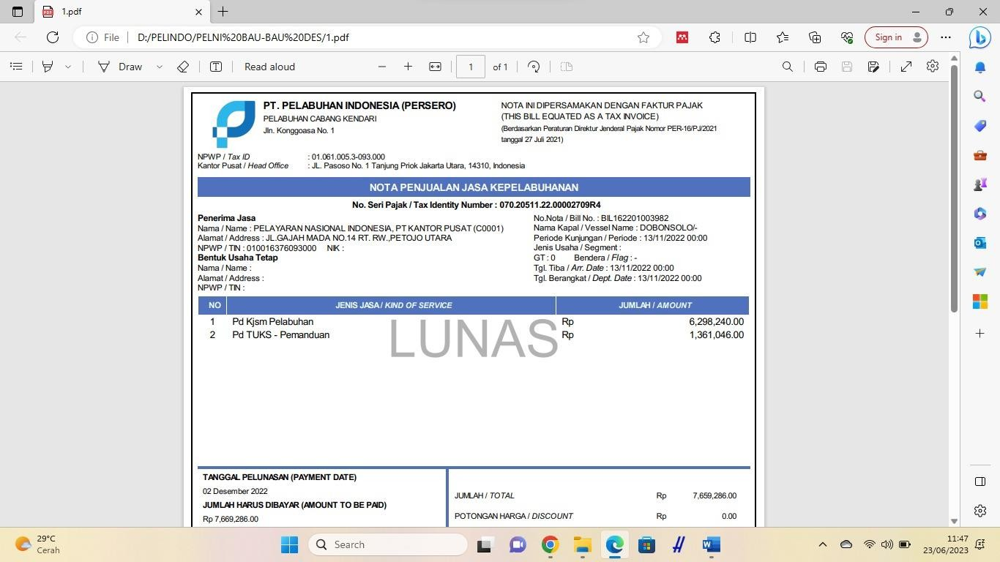 1.pdf
File
D:/PELINDO/PELNI%20BAU-BAU%20DES/1.pdf
Sign in
Draw
Read aloud
1 of 1
PT. PELABUHAN INDONESIA (PERSERO)
PELABUHAN CABANG KENDARI
Jln. Konggoasa No. 1
NOTA INI DIPERSAMAKAN DENGAN FAKTUR PAJAK
(THIS BILL EQUATED AS A TAX INVOICE)
(Berdasarkan Peraturan Direktur Jenderal Pajak Nomor PER-16/PJ/2021
tanggal 27 Juli 2021)
NPWP / Tax ID : 01.061.005.3-093.000
Kantor Pusat / Head Office : JL. Pasoso No. 1 Tanjung Priok Jakarta Utara, 14310, Indonesia
NOTA PENJUALAN JASA KEPELABUHANAN
No. Seri Pajak / Tax Identity Number : 070.20511.22.00002709R4
Penerima Jasa
Nama / Name : PELAYARAN NASIONAL INDONESIA, PT KANTOR PUSAT (C0001)
Alamat / Address : JL.GAJAH MADA NO.14 RT. RW.,PETOJO UTARA
NPWP / TIN : 010016376093000 NIK :
Bentuk Usaha Tetap
Nama / Name :
Alamat / Address :
NPWP / TIN :
No.Nota / Bill No. : BIL162201003982
Nama Kapal / Vessel Name : DOBONSOLO/-
Periode Kunjungan / Periode : 13/11/2022 00:00
Jenis Usaha / Segment :
GT : 0 Bendera / Flag : -
Tgl. Tiba / Arr. Date : 13/11/2022 00:00
Tgl. Berangkat / Dept. Date : 13/11/2022 00:00
NO JENIS JASA / KIND OF SERVICE JUMLAH / AMOUNT
1 Pd Kjsm Pelabuhan Rp 6,298,240.00
2 Pd TUKS - Pemanduan Rp 1,361,046.00
LUNAS
TANGGAL PELUNASAN (PAYMENT DATE)
02 Desember 2022
JUMLAH HARUS DIBAYAR (AMOUNT TO BE PAID)
Rp 7,669,286.00
JUMLAH / TOTAL Rp 7,659,286.00
POTONGAN HARGA / DISCOUNT Rp 0.00
29°C
Cerah
Search
11:47
23/06/2023